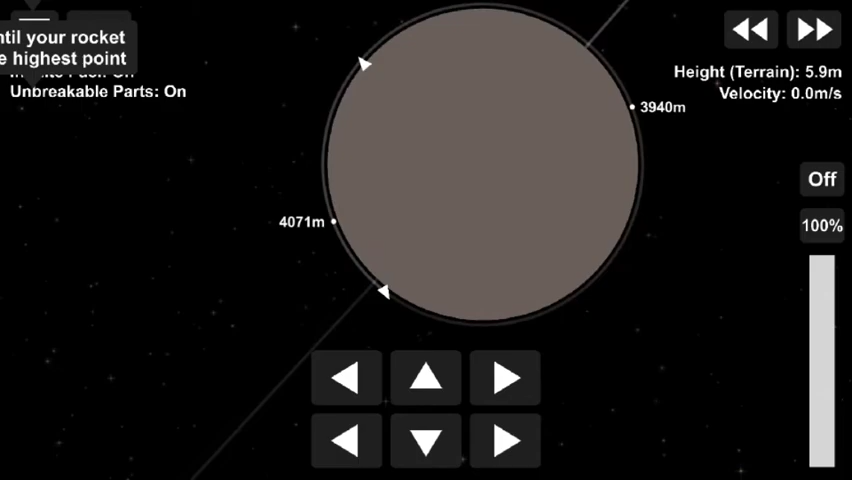 ntil your rocket
e highest point
Unbreakable Parts: On
Height (Terrain): 5.9m
Velocity: 0.0m/s
3940m
4071m
Off
100%